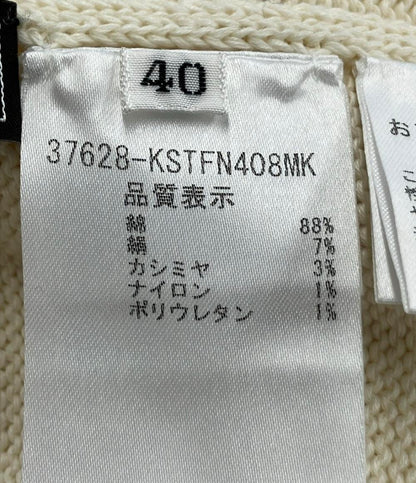 40
37628-KSTFN408MK
品質表示
綿 88%
絹 7%
カシミヤ 3%
ナイロン 1%
ポリウレタン 1%
お